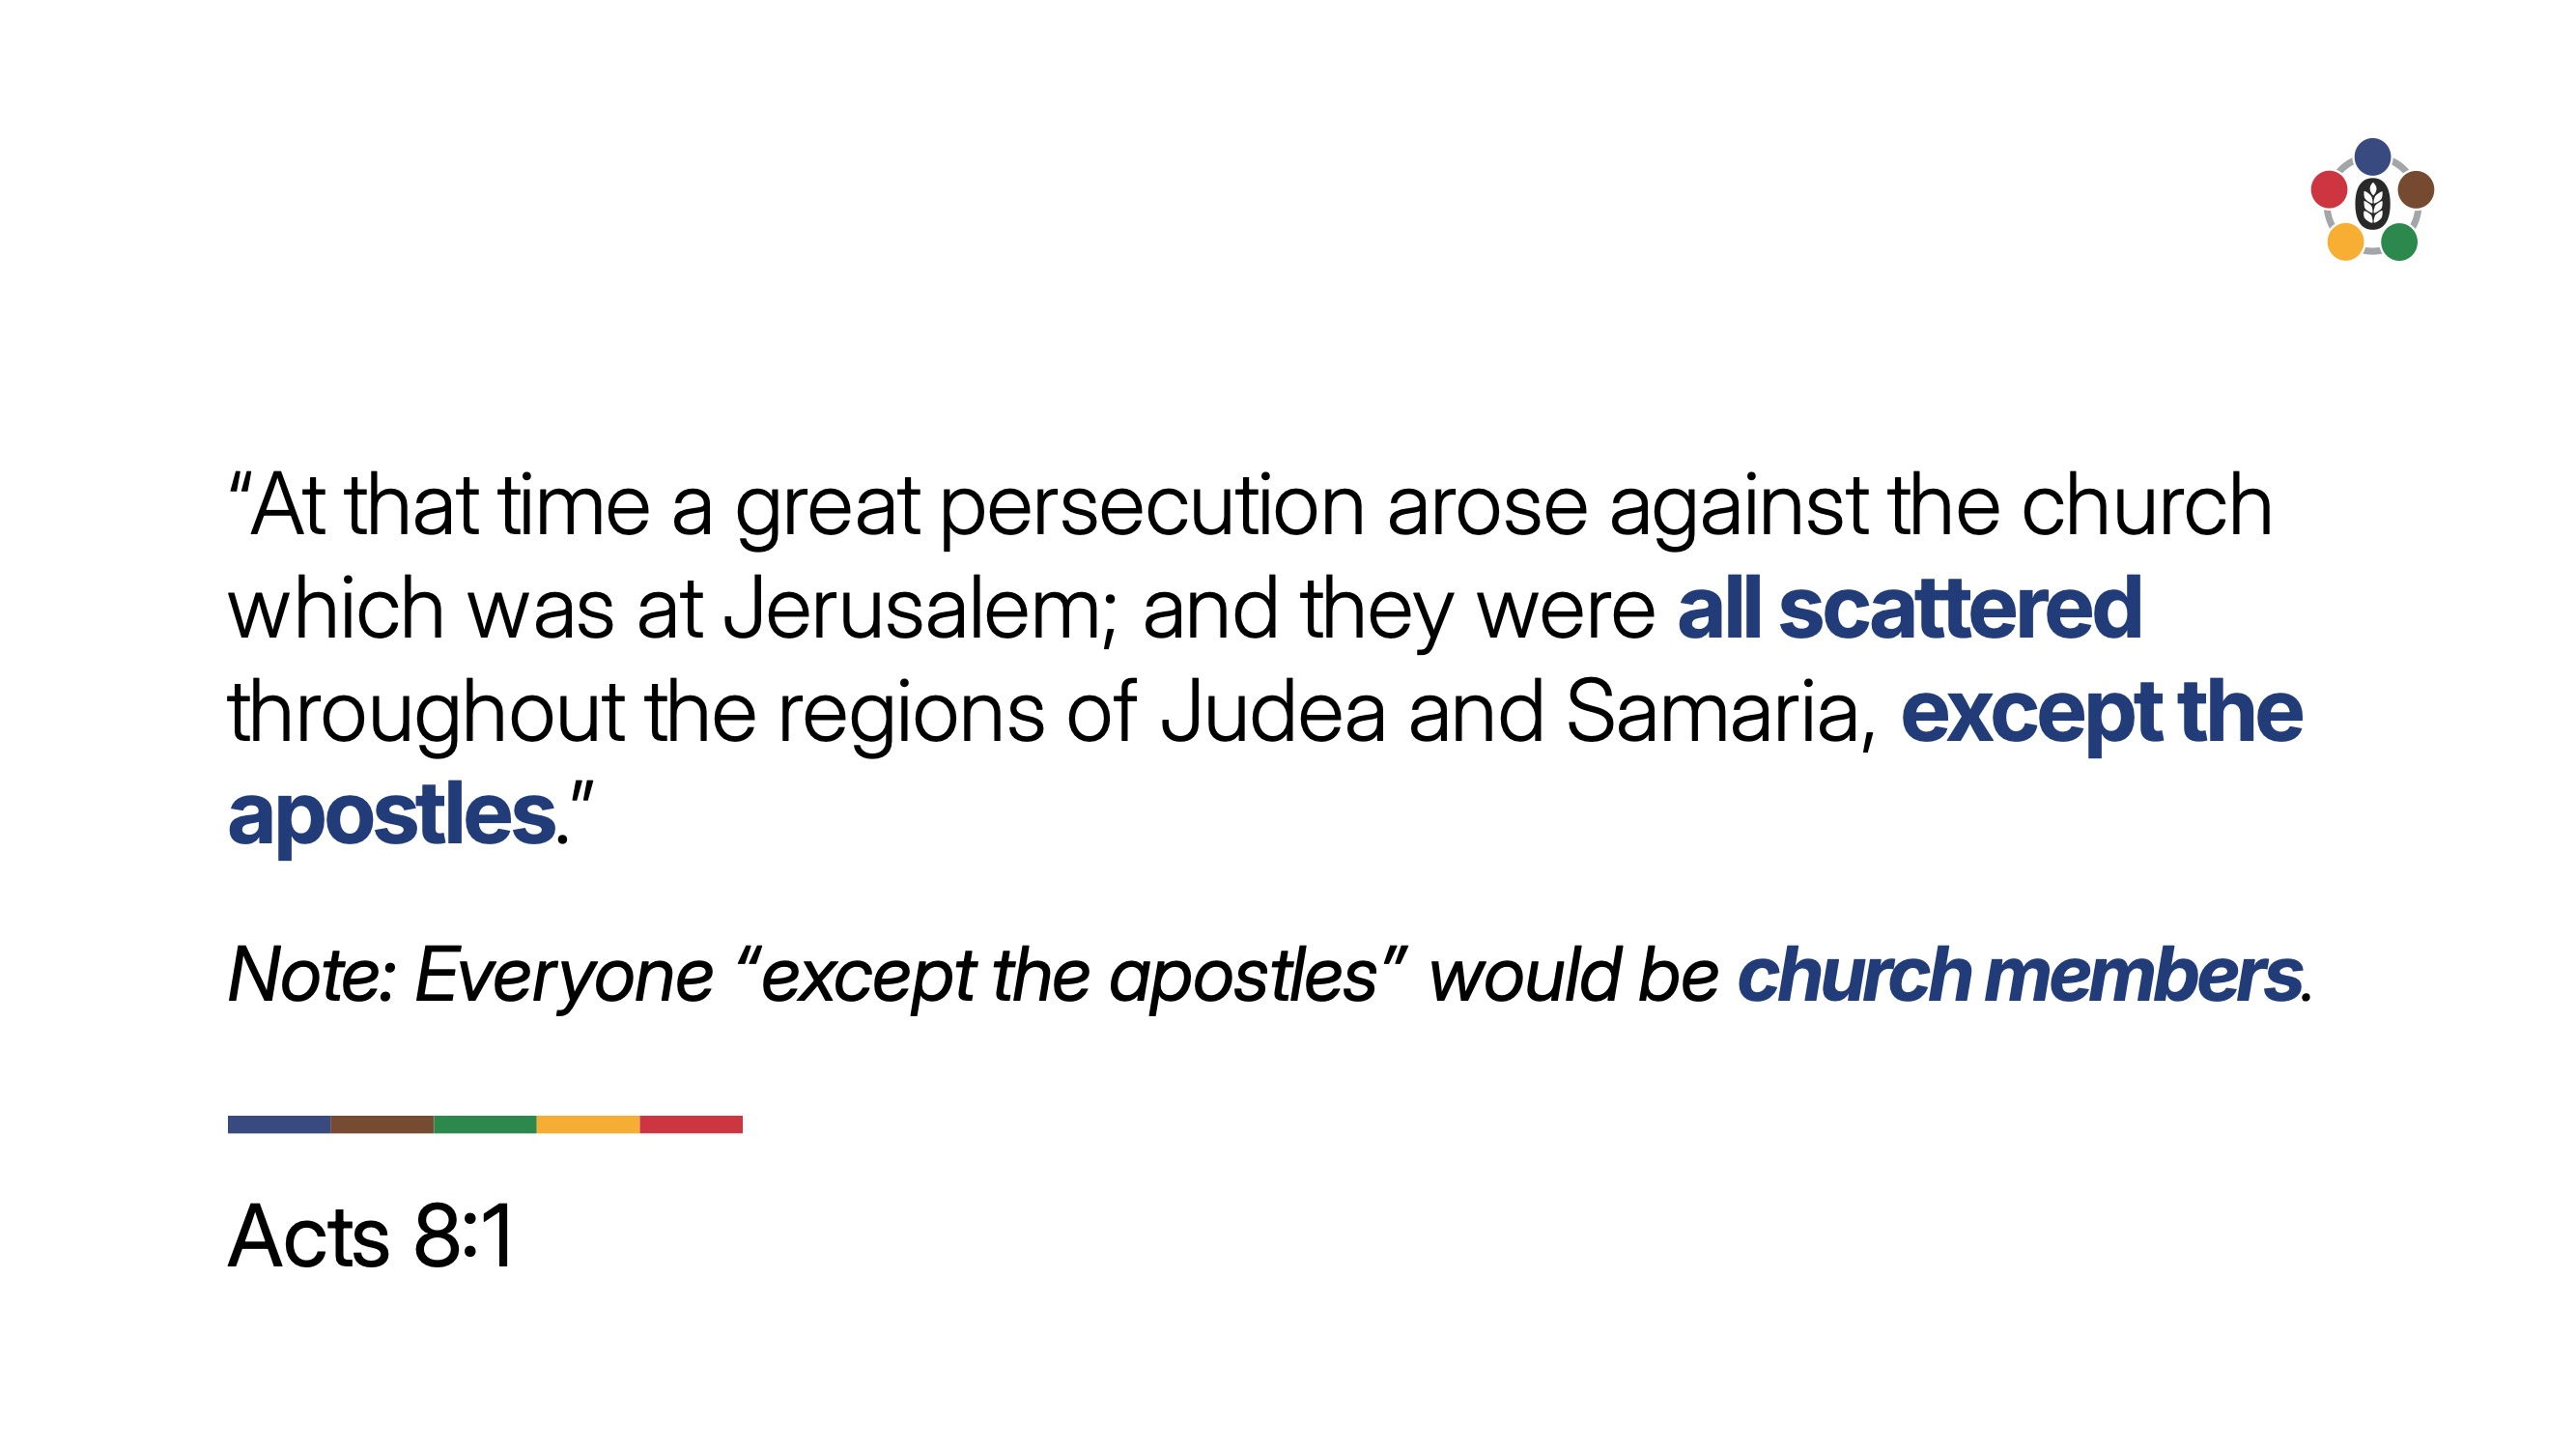 “At that time a great persecution arose against the church
which was at Jerusalem; and they were all scattered
throughout the regions of Judea and Samaria, except the
apostles.”
Note: Everyone “except the apostles” would be church members.
Acts 8:1